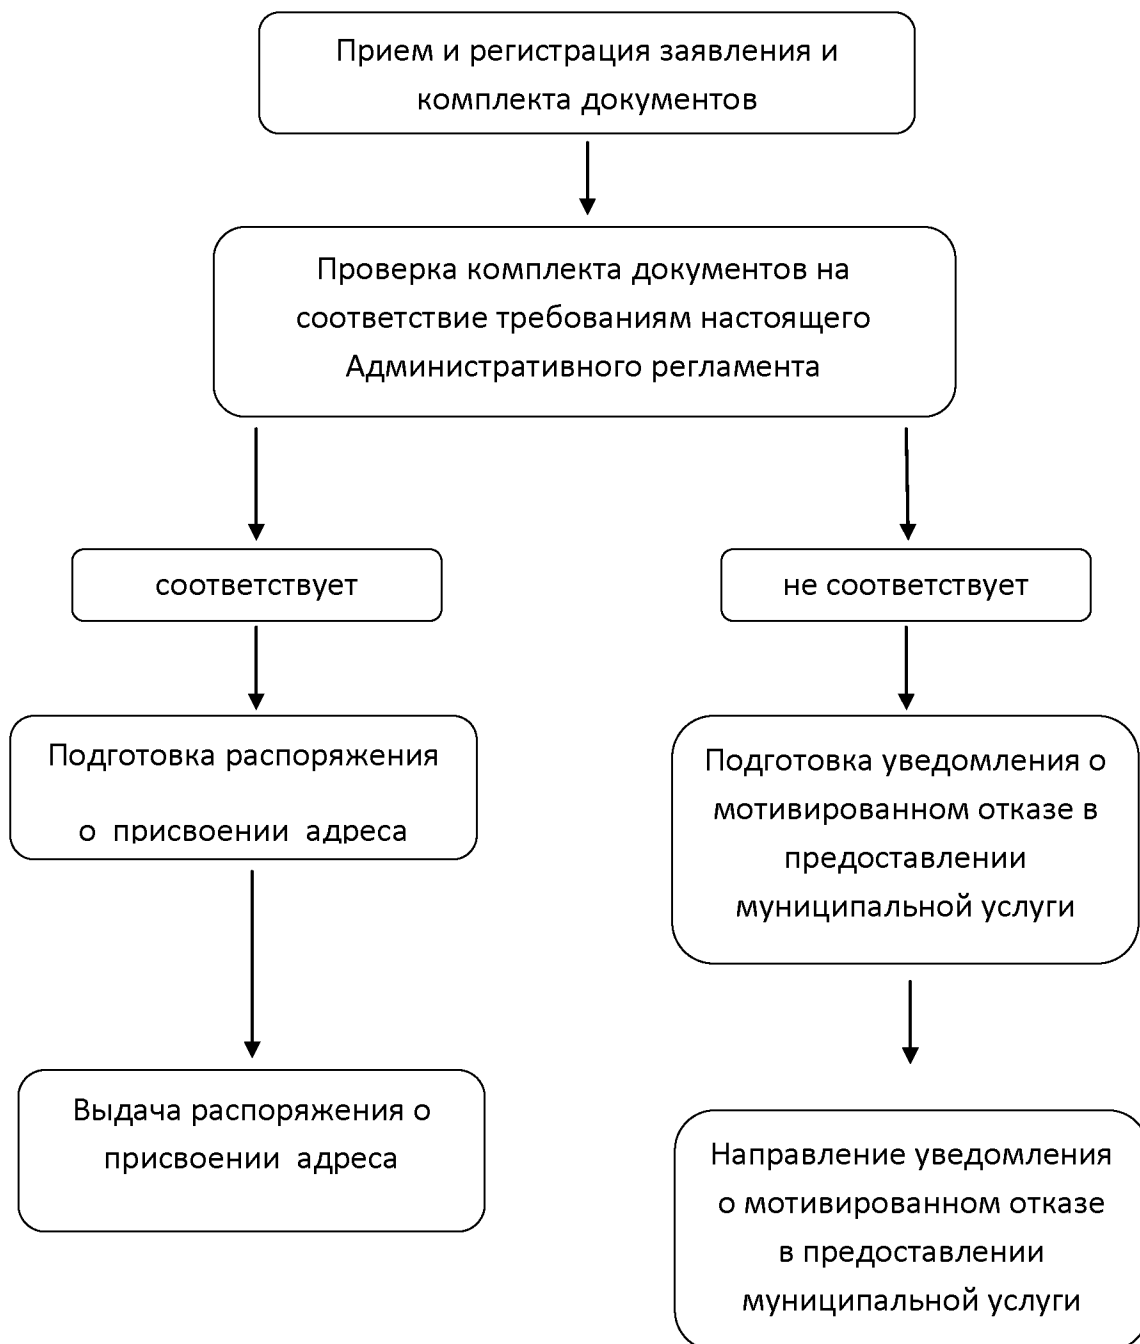 Прием и регистрация заявления и
комплекта документов
Проверка комплекта документов на
соответствие требованиям настоящего
Административного регламента
соответствует
не соответствует
Подготовка распоряжения
о присвоении адреса
Подготовка уведомления о
мотивированном отказе в
предоставлении
муниципальной услуги
Выдача распоряжения о
присвоении адреса
Направление уведомления
о мотивированном отказе
в предоставлении
муниципальной услуги